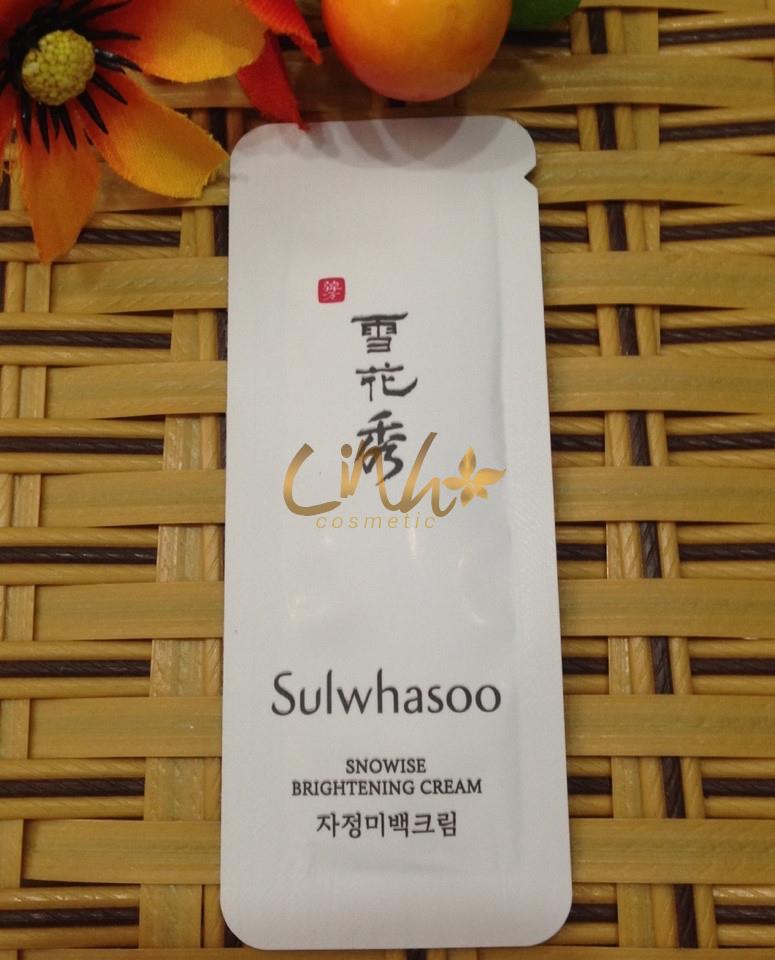 雪
花
秀
Linh
cosmetic
Sulwhasoo
SNOWISE
BRIGHTENING CREAM
자정미백크림